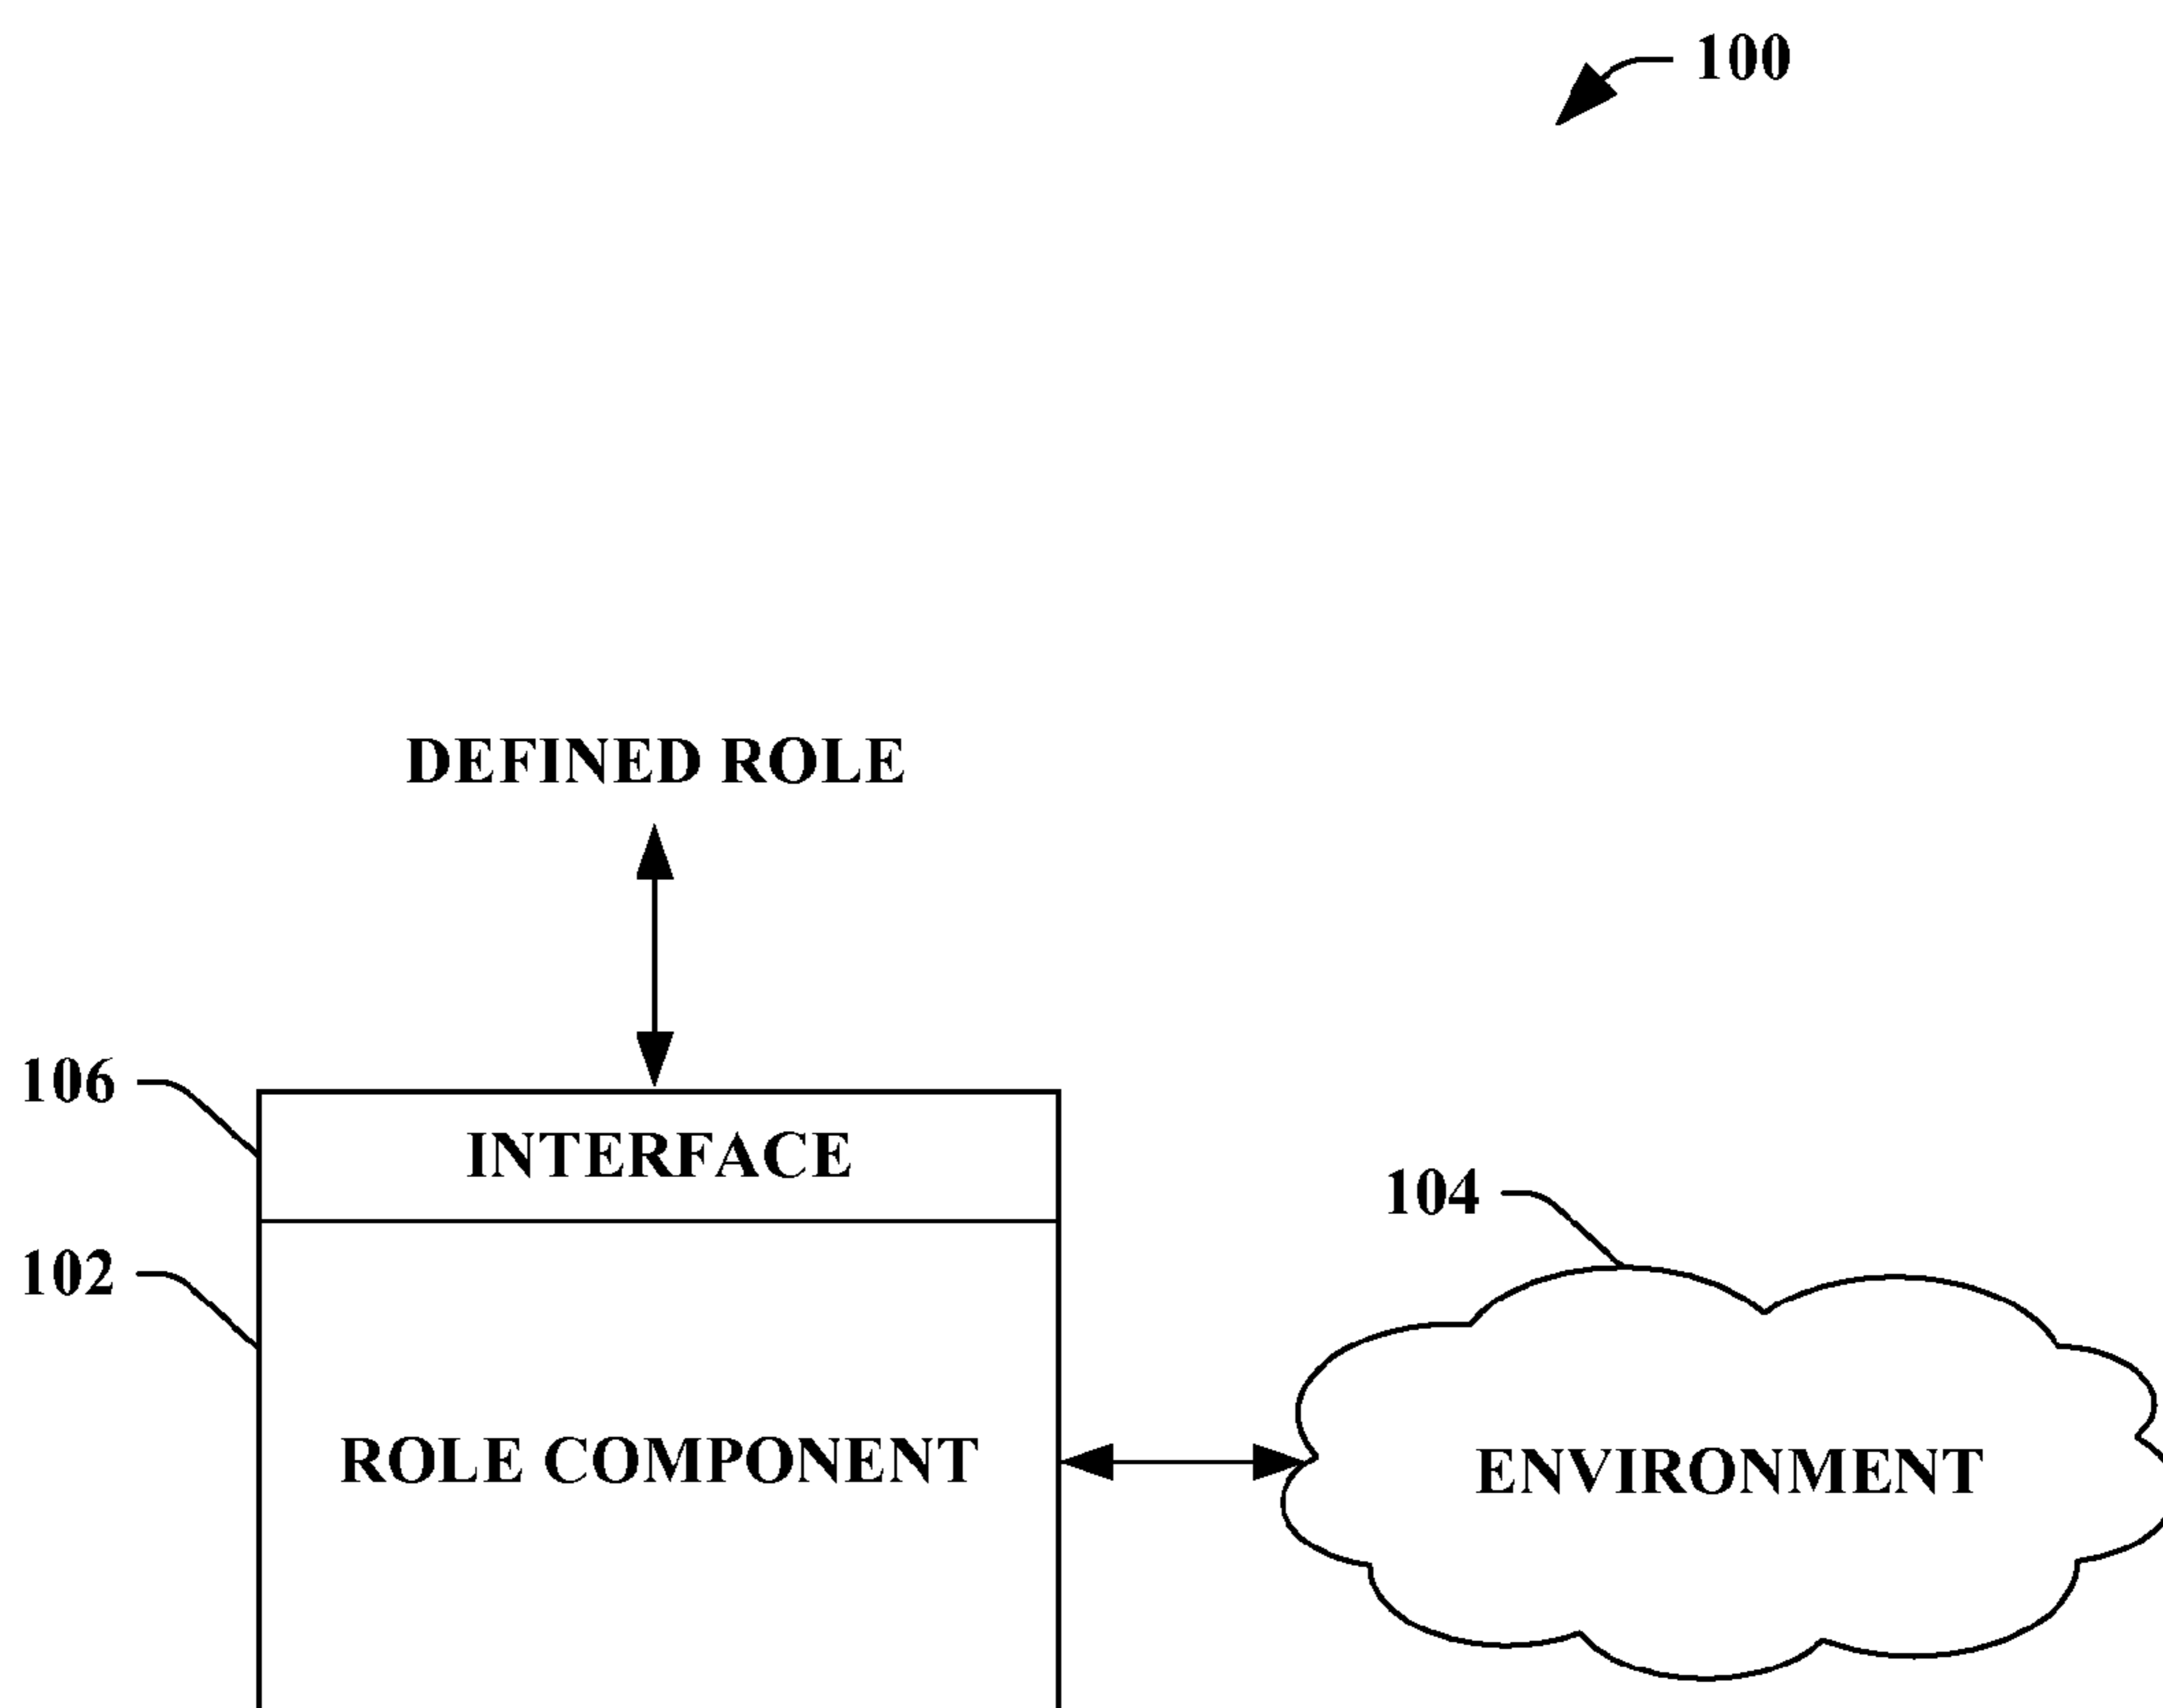 100
DEFINED ROLE
106
INTERFACE
104
102
ROLE COMPONENT
ENVIRONMENT